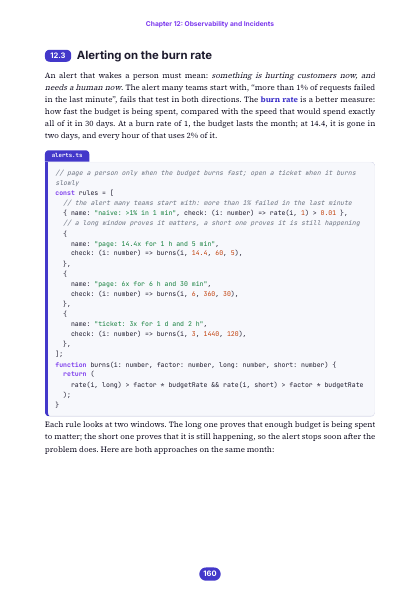 Chapter 12: Observability and Incidents
12.3 Alerting on the burn rate
An alert that wakes a person must mean: something is hurting customers now, and
needs a human now. The alert many teams start with, “more than 1% of requests failed
in the last minute”, fails that test in both directions. The burn rate is a better measure:
how fast the budget is being spent, compared with the speed that would spend exactly
all of it in 30 days. At a burn rate of 1, the budget lasts the month; at 14.4, it is gone in
two days, and every hour of that uses 2% of it.
alerts.ts
// page a person only when the budget burns fast; open a ticket when it burns
slowly
const rules = [
  // the alert many teams start with: more than 1% failed in the last minute
  { name: "naive: >1% in 1 min", check: (i: number) => rate(i, 1) > 0.01 },
  // a long window proves it matters, a short one proves it is still happening
  {
    name: "page: 14.4x for 1 h and 5 min",
    check: (i: number) => burns(i, 14.4, 60, 5),
  },
  {
    name: "page: 6x for 6 h and 30 min",
    check: (i: number) => burns(i, 6, 360, 30),
  },
  {
    name: "ticket: 3x for 1 d and 2 h",
    check: (i: number) => burns(i, 3, 1440, 120),
  },
];
function burns(i: number, factor: number, long: number, short: number) {
  return (
    rate(i, long) > factor * budgetRate && rate(i, short) > factor * budgetRate
  );
}
Each rule looks at two windows. The long one proves that enough budget is being spent
to matter; the short one proves that it is still happening, so the alert stops soon after the
problem does. Here are both approaches on the same month:
160